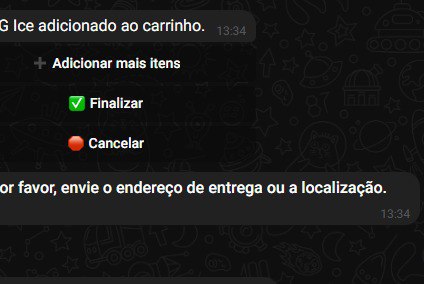 G Ice adicionado ao carrinho. 13:34
➕ Adicionar mais itens
✅ Finalizar
🛑 Cancelar
or favor, envie o endereço de entrega ou a localização.
13:34